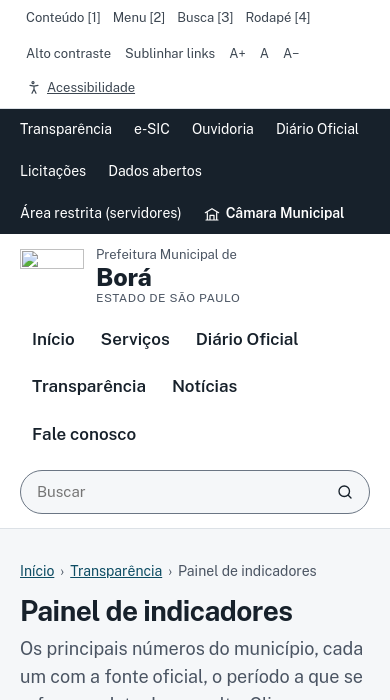 Conteúdo [1] Menu [2] Busca [3] Rodapé [4]
Alto contraste Sublinhar links A+ A A−
Acessibilidade
Transparência e-SIC Ouvidoria Diário Oficial
Licitações Dados abertos
Área restrita (servidores) Câmara Municipal
Prefeitura Municipal de
Borá
ESTADO DE SÃO PAULO
Início Serviços Diário Oficial
Transparência Notícias
Fale conosco
Buscar
Início › Transparência › Painel de indicadores
Painel de indicadores
Os principais números do município, cada
um com a fonte oficial, o período a que se